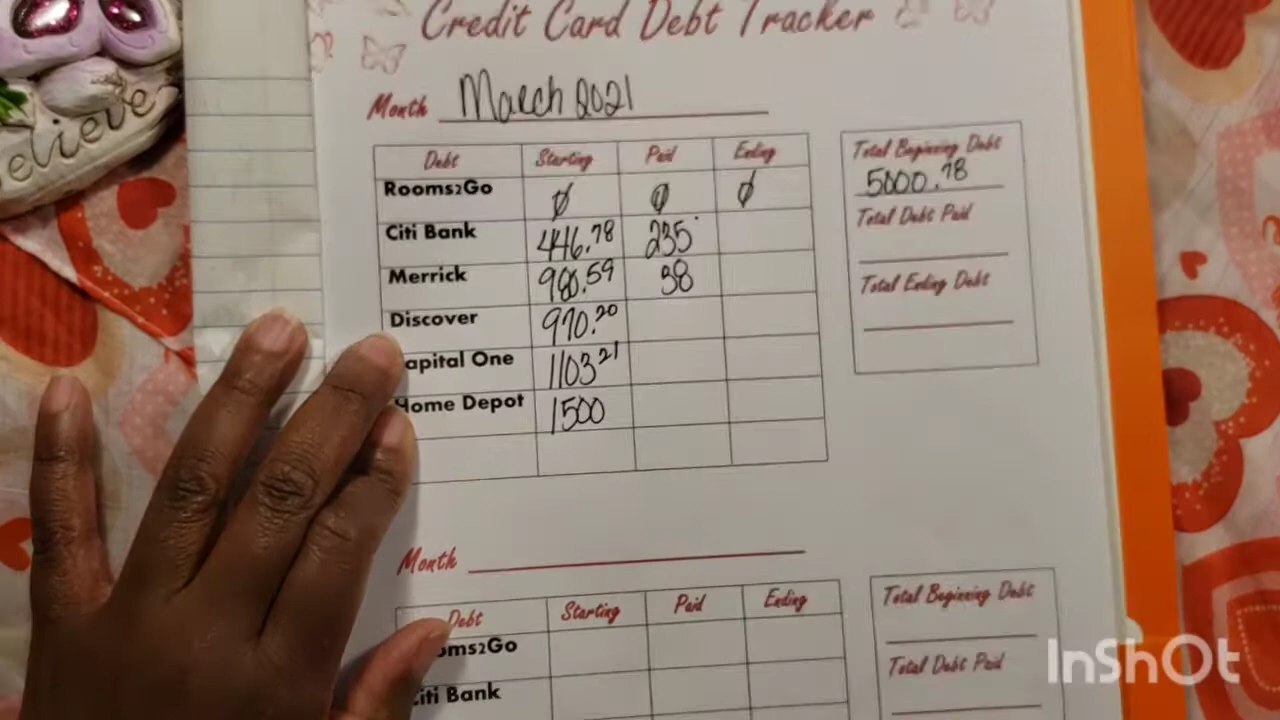 Credit Card Debt Tracker
Month March 2021
Debt Starting Paid Ending
Rooms2Go ∅ ∅ ∅
Citi Bank 446.78 235
Merrick 980.59 38
Discover 970.20
apital One 1103 21
Home Depot 1500
Total Beginning Debt
5000.78
Total Debt Paid
Total Ending Debt
Month
Debt Starting Paid Ending
oms2Go
iti Bank
Total Beginning Debt
Total Debt Paid
elieve
InShOt